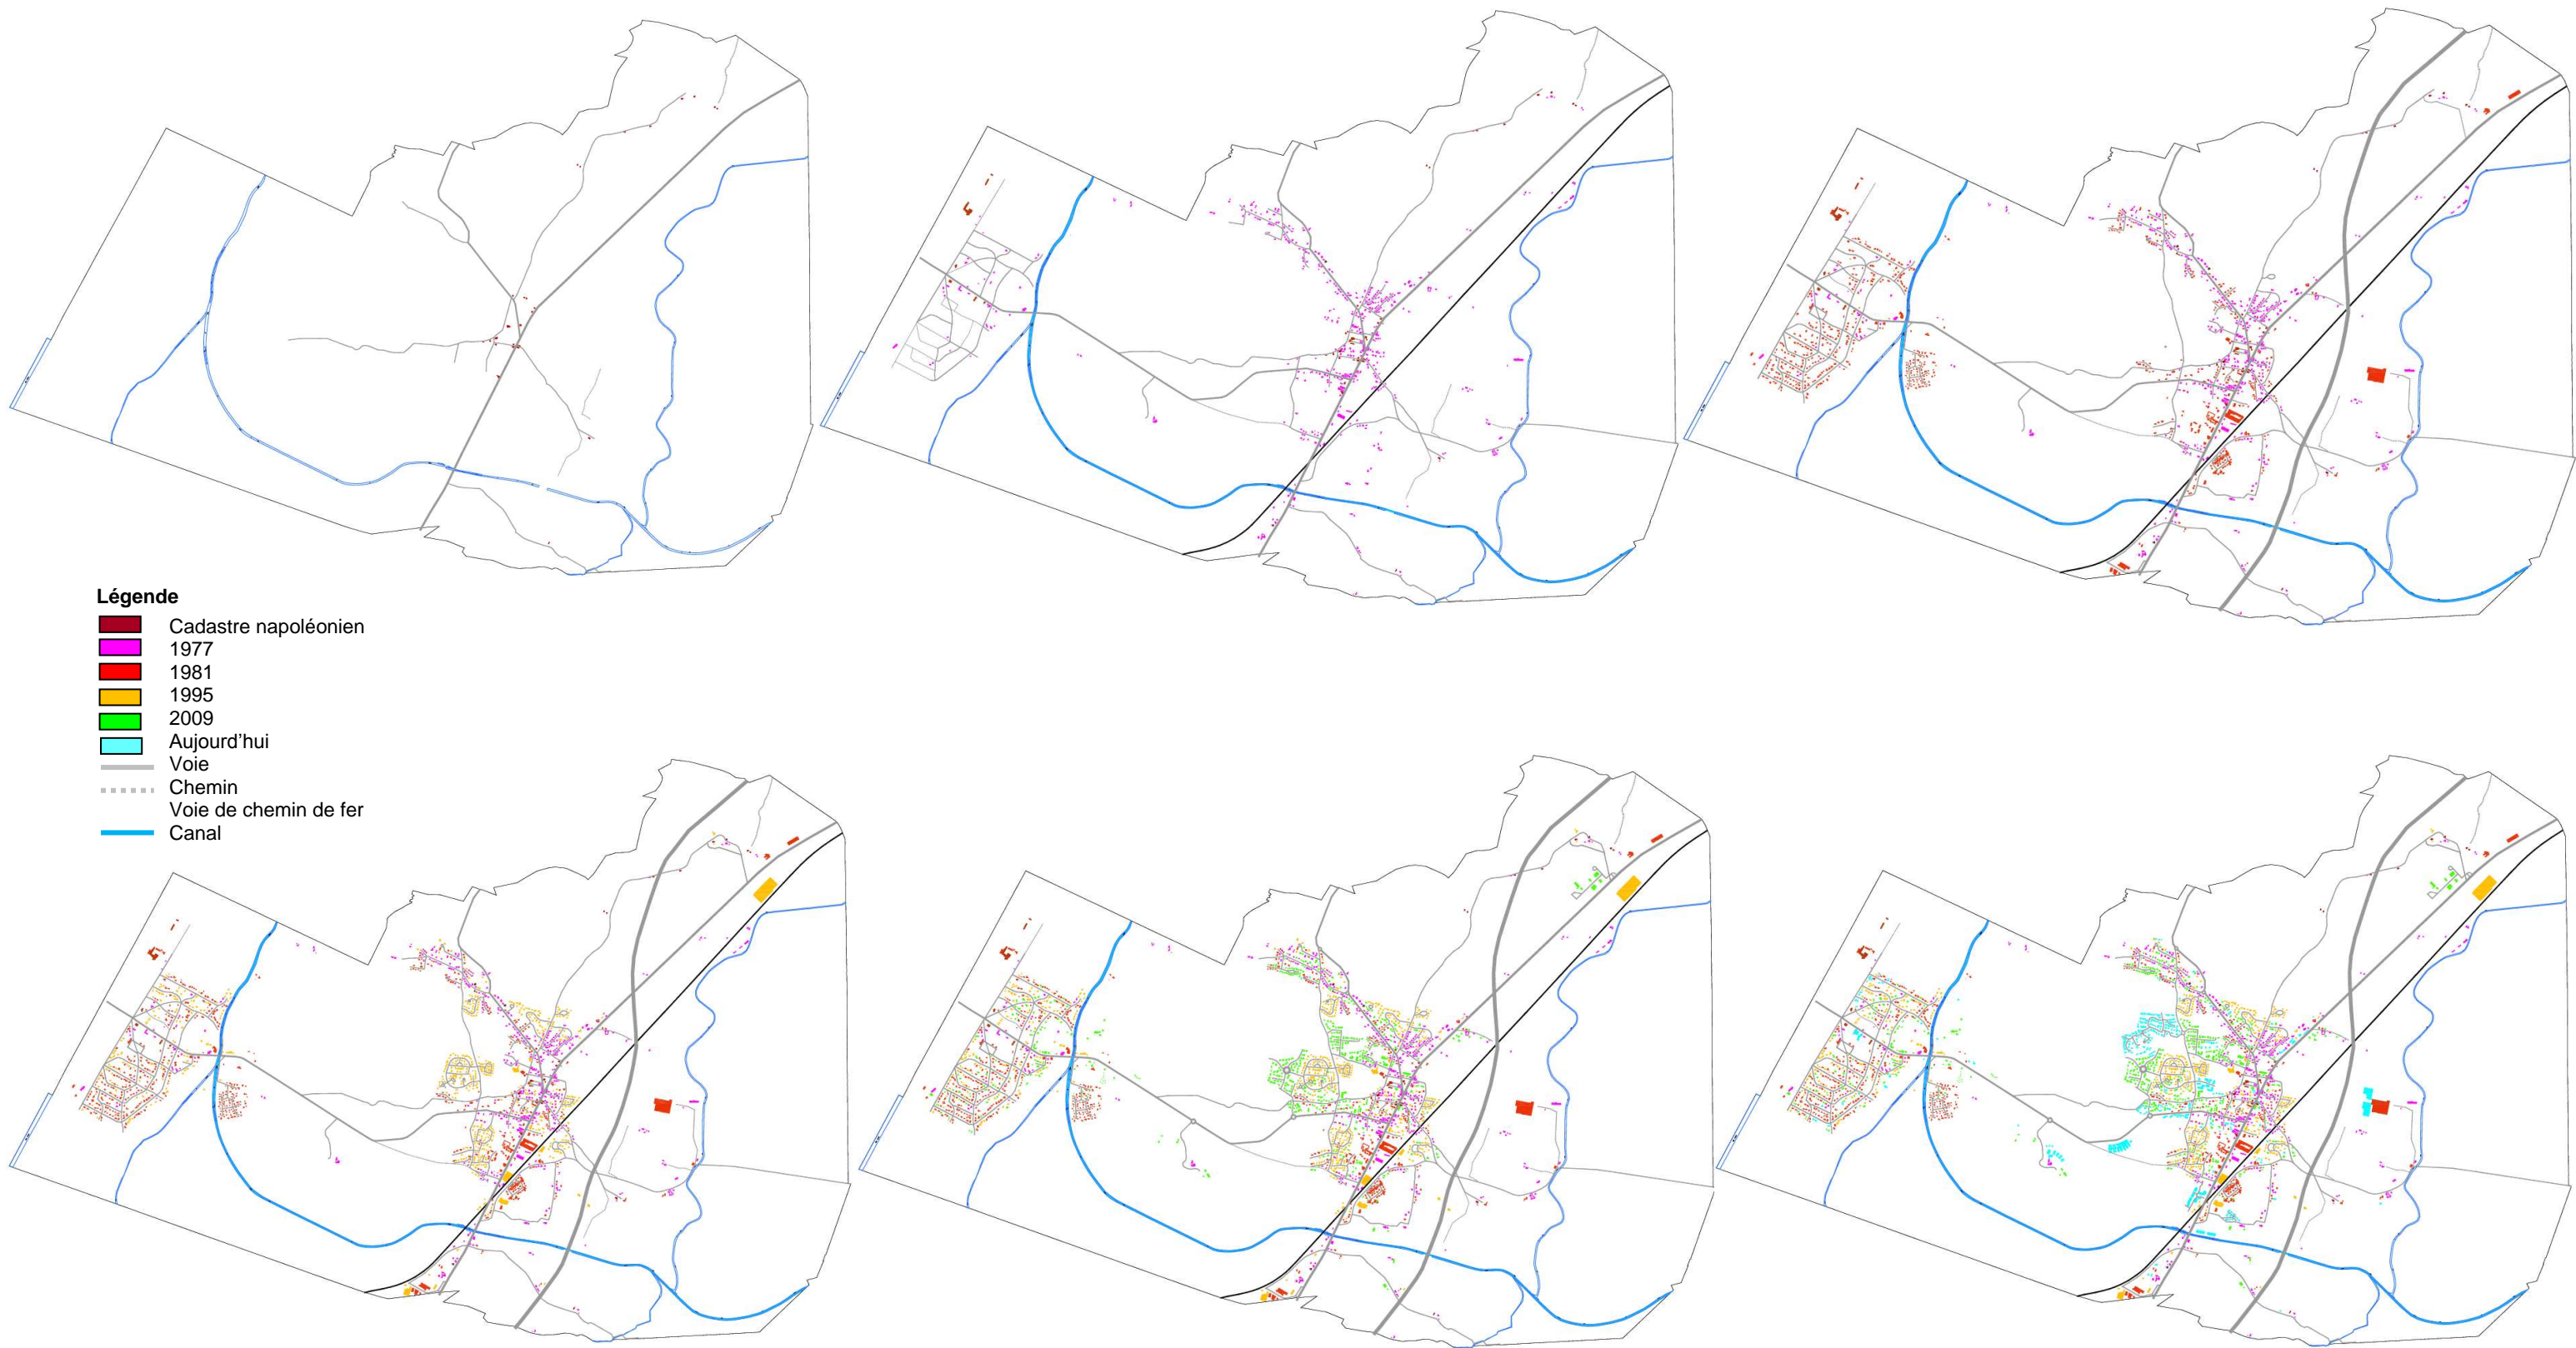 Légende
Cadastre napoléonien
1977
1981
1995
2009
Aujourd'hui
Voie
Chemin
Voie de chemin de fer
Canal